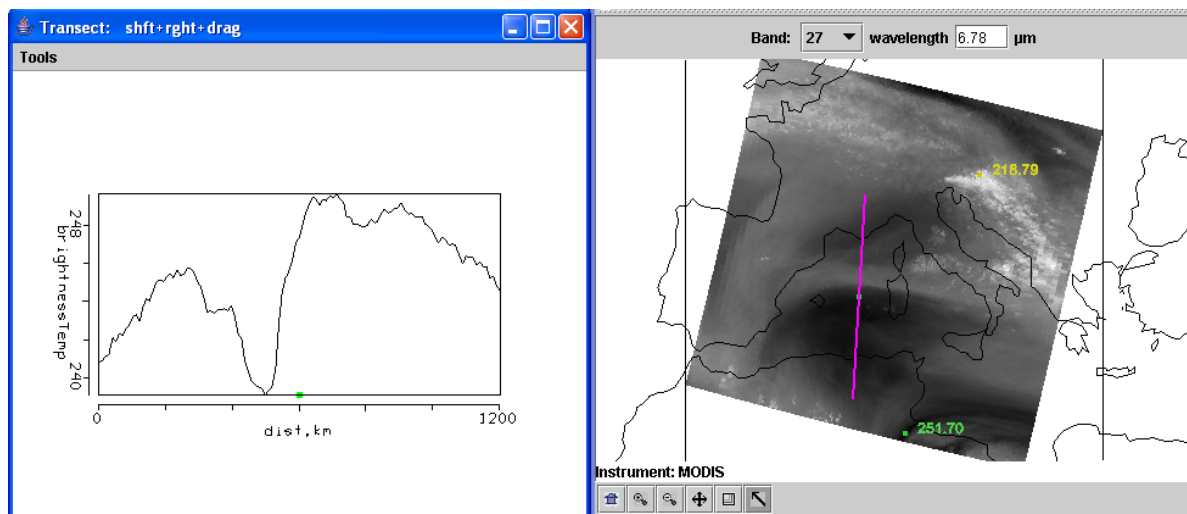 Transect: shft+rght+drag
Tools
248
240
brightnessTemp
0
1200
dist,km
Band: 27 wavelength 6.78 µm
216.79
251.70
Instrument: MODIS